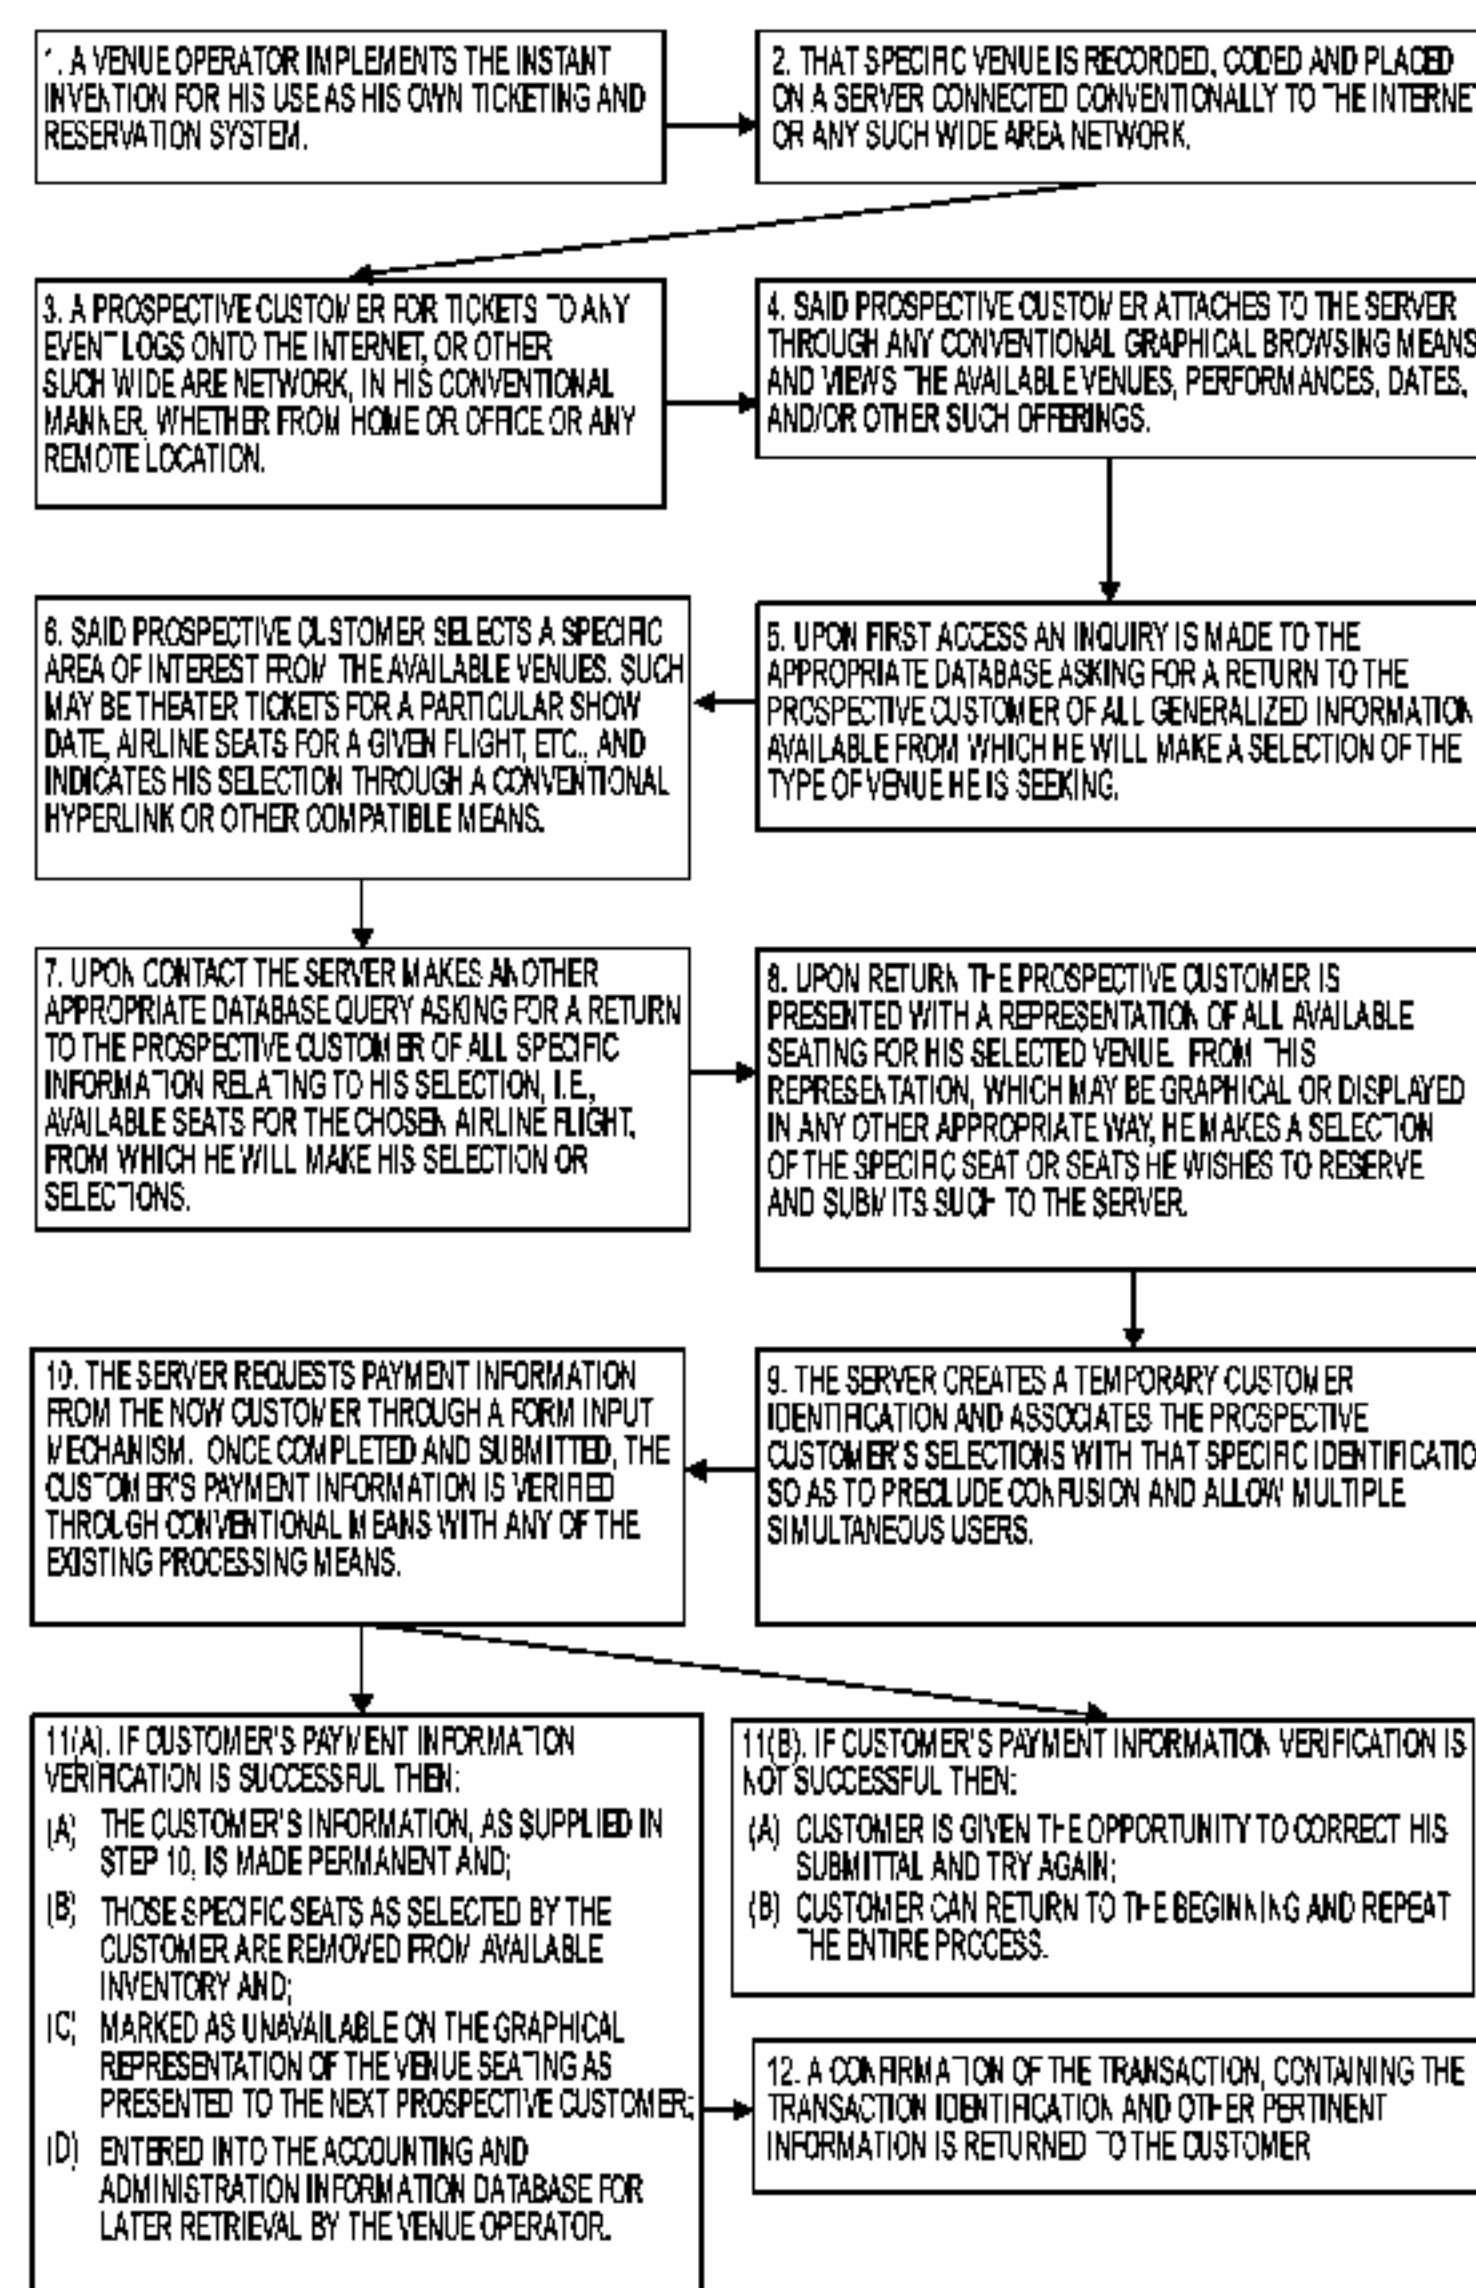 1. A VENUE OPERATOR IMPLEMENTS THE INSTANT
INVENTION FOR HIS USE AS HIS OWN TICKETING AND
RESERVATION SYSTEM.
2. THAT SPECIFIC VENUE IS RECORDED, CODED AND PLACED
ON A SERVER CONNECTED CONVENTIONALLY TO THE INTERNET
OR ANY SUCH WIDE AREA NETWORK.
3. A PROSPECTIVE CUSTOMER FOR TICKETS TO ANY
EVENT LOGS ONTO THE INTERNET, OR OTHER
SUCH WIDE ARE NETWORK, IN HIS CONVENTIONAL
MANNER, WHETHER FROM HOME OR OFFICE OR ANY
REMOTE LOCATION.
4. SAID PROSPECTIVE CUSTOMER ATTACHES TO THE SERVER
THROUGH ANY CONVENTIONAL GRAPHICAL BROWSING MEANS
AND VIEWS THE AVAILABLE VENUES, PERFORMANCES, DATES,
AND/OR OTHER SUCH OFFERINGS.
6. SAID PROSPECTIVE CUSTOMER SELECTS A SPECIFIC
AREA OF INTEREST FROM THE AVAILABLE VENUES. SUCH
MAY BE THEATER TICKETS FOR A PARTICULAR SHOW
DATE, AIRLINE SEATS FOR A GIVEN FLIGHT, ETC., AND
INDICATES HIS SELECTION THROUGH A CONVENTIONAL
HYPERLINK OR OTHER COMPATIBLE MEANS.
5. UPON FIRST ACCESS AN INQUIRY IS MADE TO THE
APPROPRIATE DATABASE ASKING FOR A RETURN TO THE
PROSPECTIVE CUSTOMER OF ALL GENERALIZED INFORMATION
AVAILABLE FROM WHICH HE WILL MAKE A SELECTION OF THE
TYPE OF VENUE HE IS SEEKING.
7. UPON CONTACT THE SERVER MAKES ANOTHER
APPROPRIATE DATABASE QUERY ASKING FOR A RETURN
TO THE PROSPECTIVE CUSTOMER OF ALL SPECIFIC
INFORMATION RELATING TO HIS SELECTION, I.E.,
AVAILABLE SEATS FOR THE CHOSEN AIRLINE FLIGHT,
FROM WHICH HE WILL MAKE HIS SELECTION OR
SELECTIONS.
8. UPON RETURN THE PROSPECTIVE CUSTOMER IS
PRESENTED WITH A REPRESENTATION OF ALL AVAILABLE
SEATING FOR HIS SELECTED VENUE. FROM THIS
REPRESENTATION, WHICH MAY BE GRAPHICAL OR DISPLAYED
IN ANY OTHER APPROPRIATE WAY, HE MAKES A SELECTION
OF THE SPECIFIC SEAT OR SEATS HE WISHES TO RESERVE
AND SUBMITS SUCH TO THE SERVER.
10. THE SERVER REQUESTS PAYMENT INFORMATION
FROM THE NOW CUSTOMER THROUGH A FORM INPUT
MECHANISM. ONCE COMPLETED AND SUBMITTED, THE
CUSTOMER'S PAYMENT INFORMATION IS VERIFIED
THROUGH CONVENTIONAL MEANS WITH ANY OF THE
EXISTING PROCESSING MEANS.
9. THE SERVER CREATES A TEMPORARY CUSTOMER
IDENTIFICATION AND ASSOCIATES THE PROSPECTIVE
CUSTOMER'S SELECTIONS WITH THAT SPECIFIC IDENTIFICATIO
SO AS TO PRECLUDE CONFUSION AND ALLOW MULTIPLE
SIMULTANEOUS USERS.
11(A). IF CUSTOMER'S PAYMENT INFORMATION
VERIFICATION IS SUCCESSFUL THEN:
(A) THE CUSTOMER'S INFORMATION, AS SUPPLIED IN
STEP 10, IS MADE PERMANENT AND;
(B) THOSE SPECIFIC SEATS AS SELECTED BY THE
CUSTOMER ARE REMOVED FROM AVAILABLE
INVENTORY AND;
(C) MARKED AS UNAVAILABLE ON THE GRAPHICAL
REPRESENTATION OF THE VENUE SEATING AS
PRESENTED TO THE NEXT PROSPECTIVE CUSTOMER;
(D) ENTERED INTO THE ACCOUNTING AND
ADMINISTRATION INFORMATION DATABASE FOR
LATER RETRIEVAL BY THE VENUE OPERATOR.
11(B). IF CUSTOMER'S PAYMENT INFORMATION VERIFICATION IS
NOT SUCCESSFUL THEN:
(A) CUSTOMER IS GIVEN THE OPPORTUNITY TO CORRECT HIS
SUBMITTAL AND TRY AGAIN;
(B) CUSTOMER CAN RETURN TO THE BEGINNING AND REPEAT
THE ENTIRE PROCESS.
12. A CONFIRMATION OF THE TRANSACTION, CONTAINING THE
TRANSACTION IDENTIFICATION AND OTHER PERTINENT
INFORMATION IS RETURNED TO THE CUSTOMER